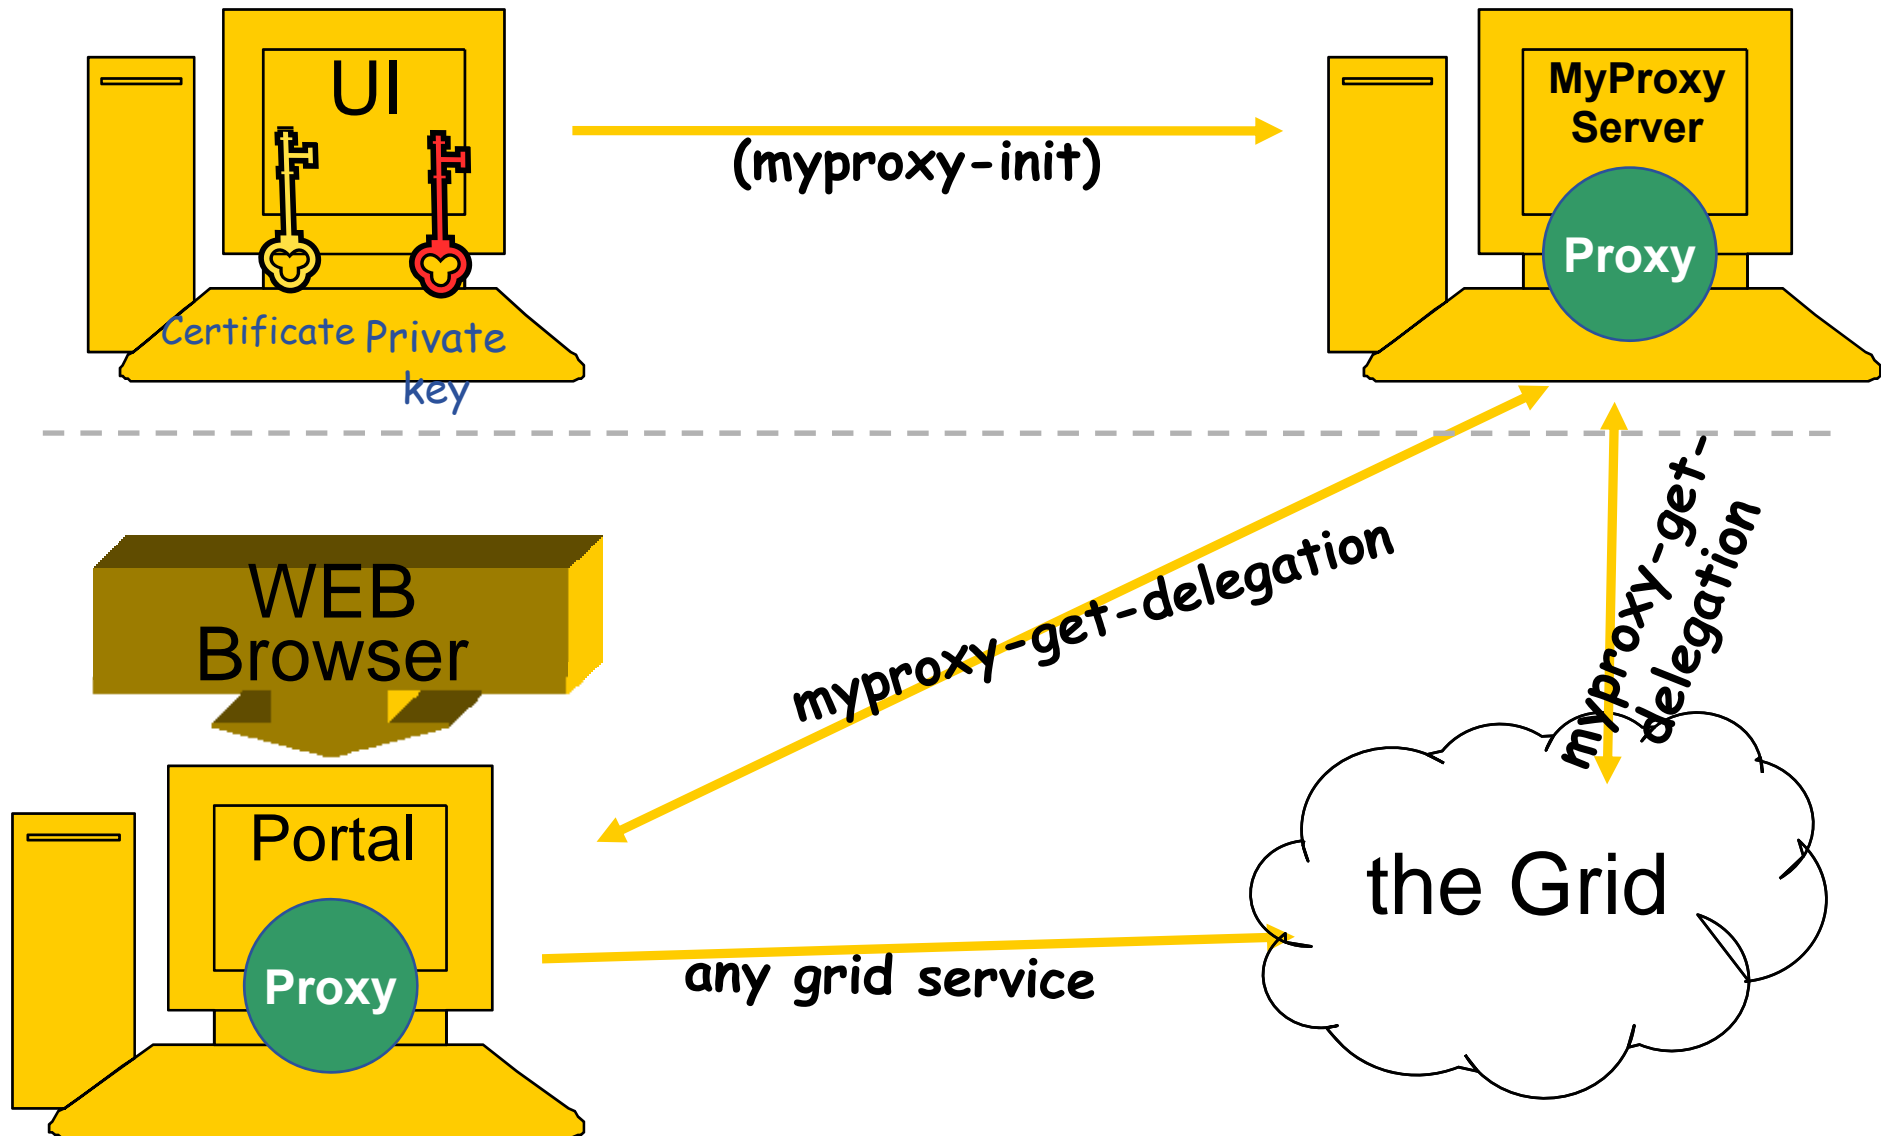 UI
(myproxy-init)
MyProxy
Server
Proxy
Certificate
Private
key
WEB
Browser
myproxy-get-delegation
myproxy-get-
delegation
Portal
Proxy
the Grid
any grid service